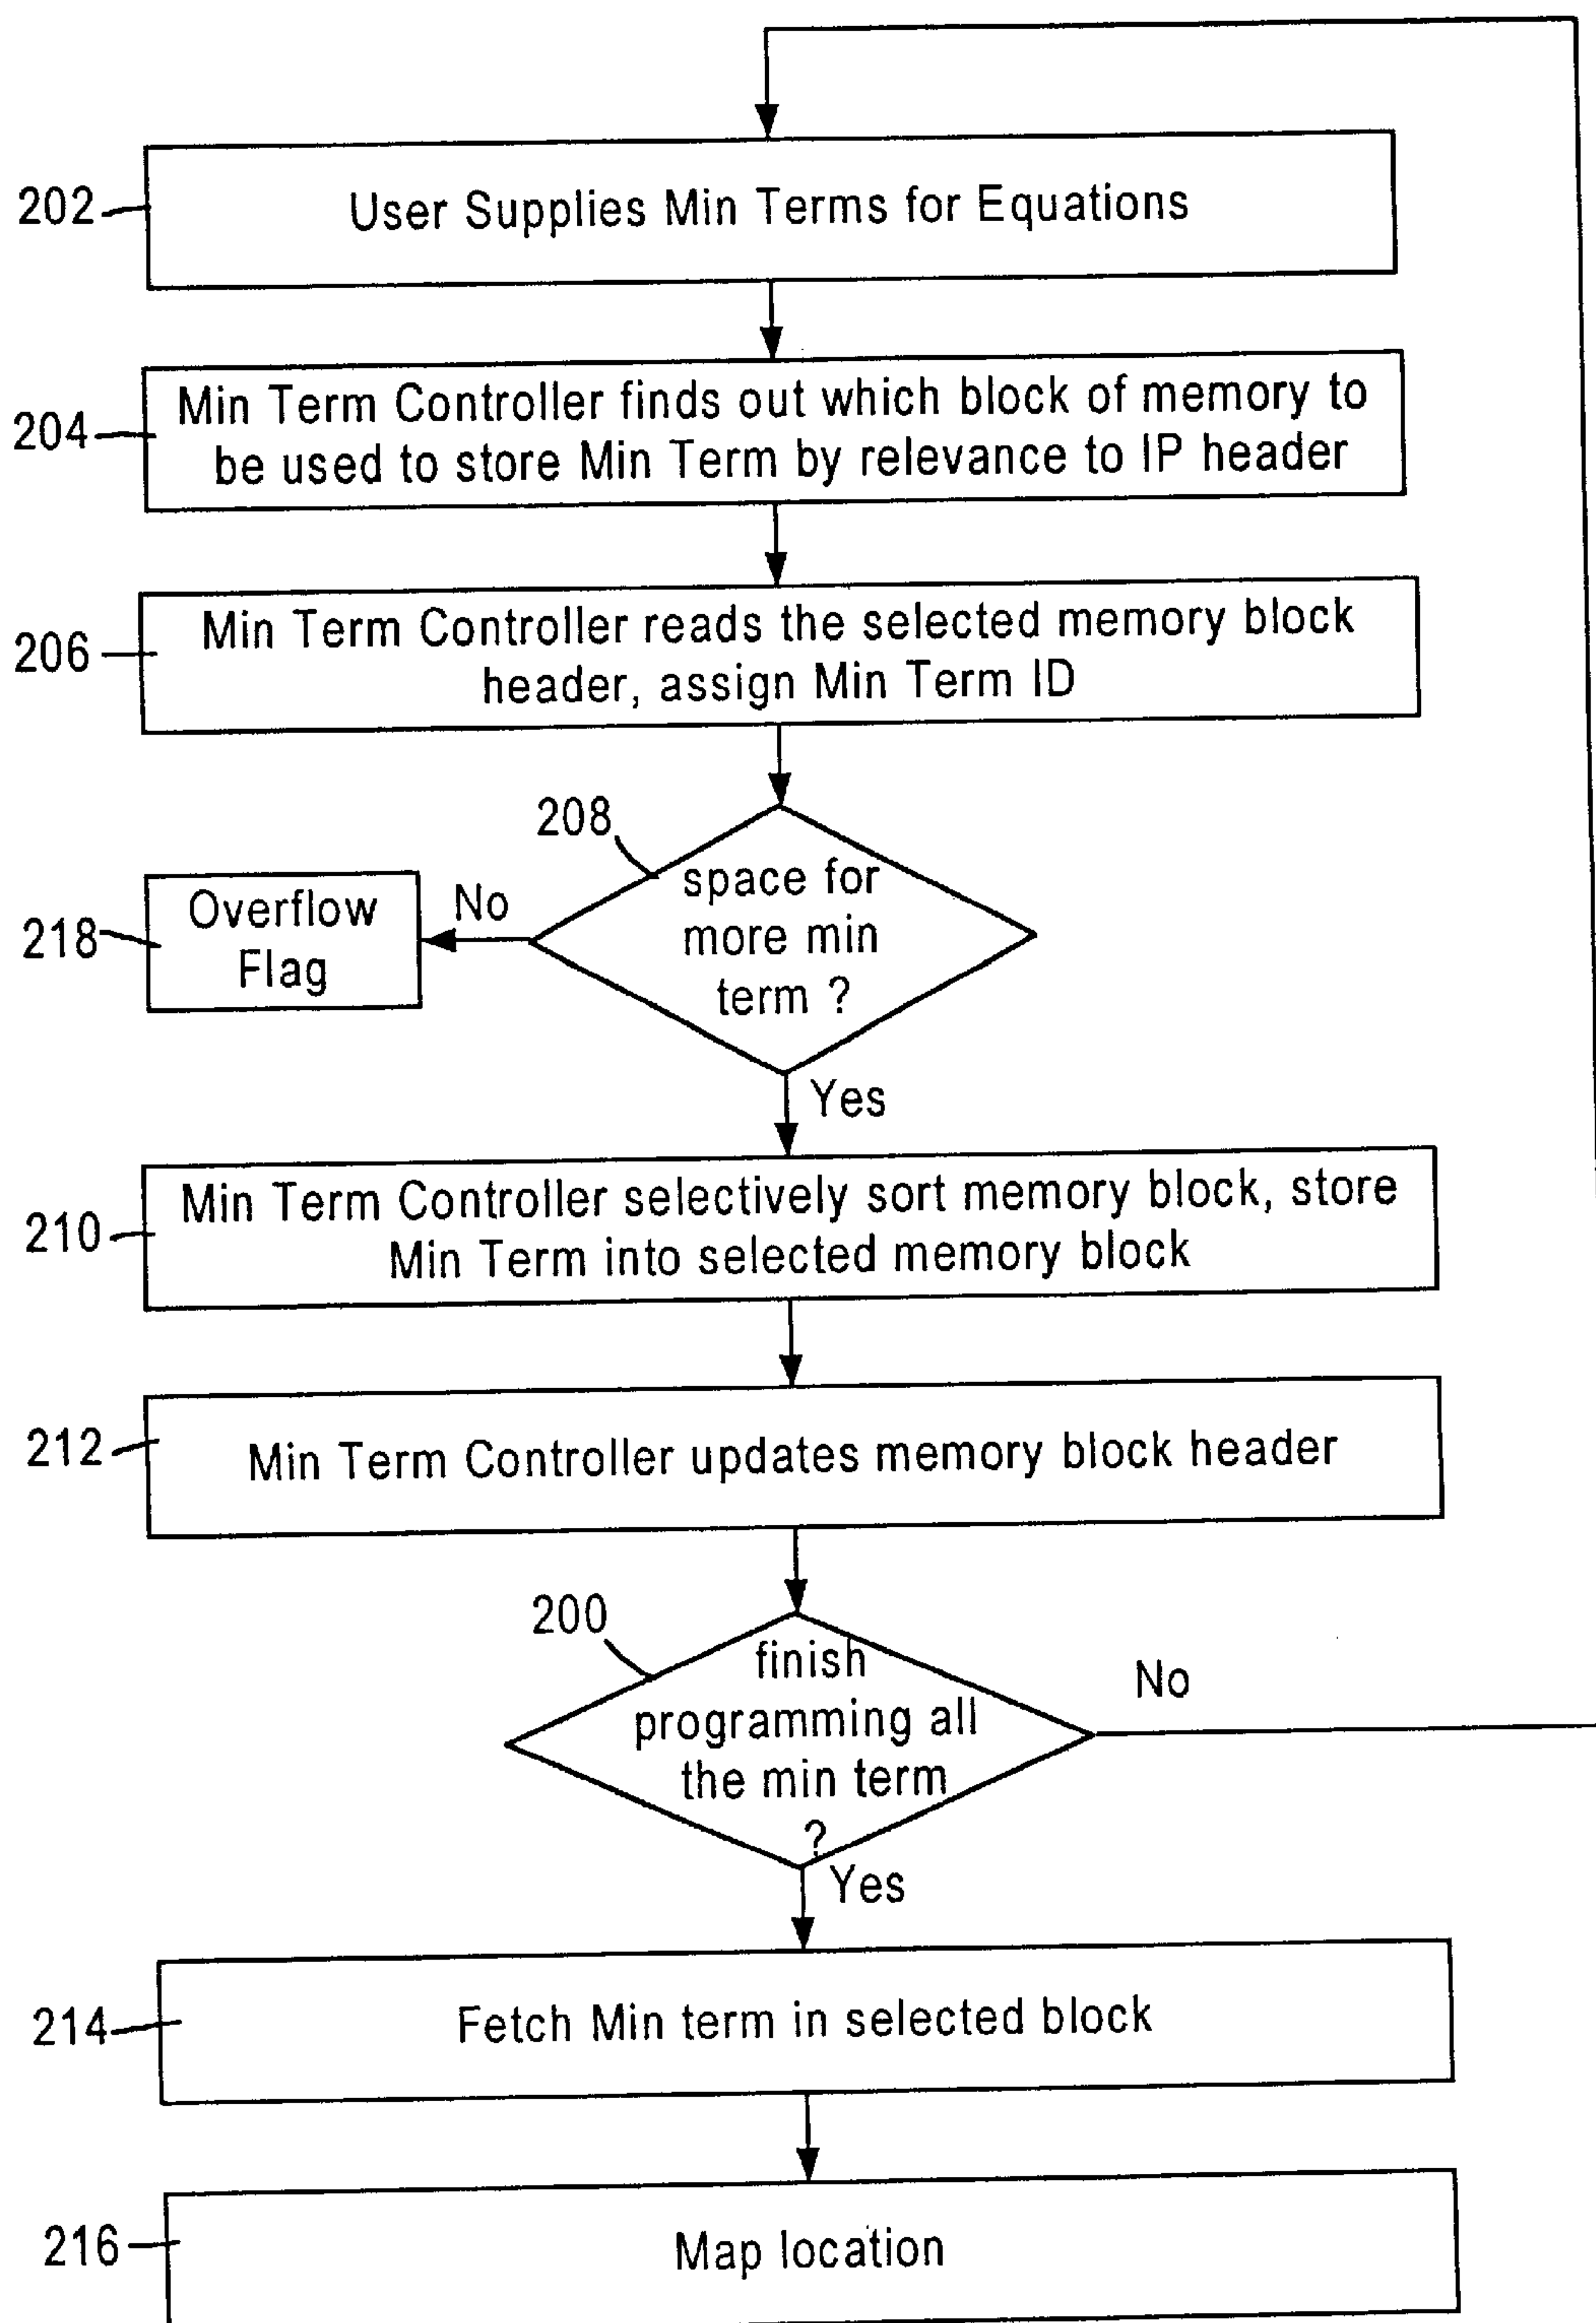 202
User Supplies Min Terms for Equations
204
Min Term Controller finds out which block of memory to
be used to store Min Term by relevance to IP header
206
Min Term Controller reads the selected memory block
header, assign Min Term ID
208
space for
more min
term ?
No
218
Overflow
Flag
Yes
210
Min Term Controller selectively sort memory block, store
Min Term into selected memory block
212
Min Term Controller updates memory block header
200
finish
programming all
the min term
?
No
Yes
214
Fetch Min term in selected block
216
Map location